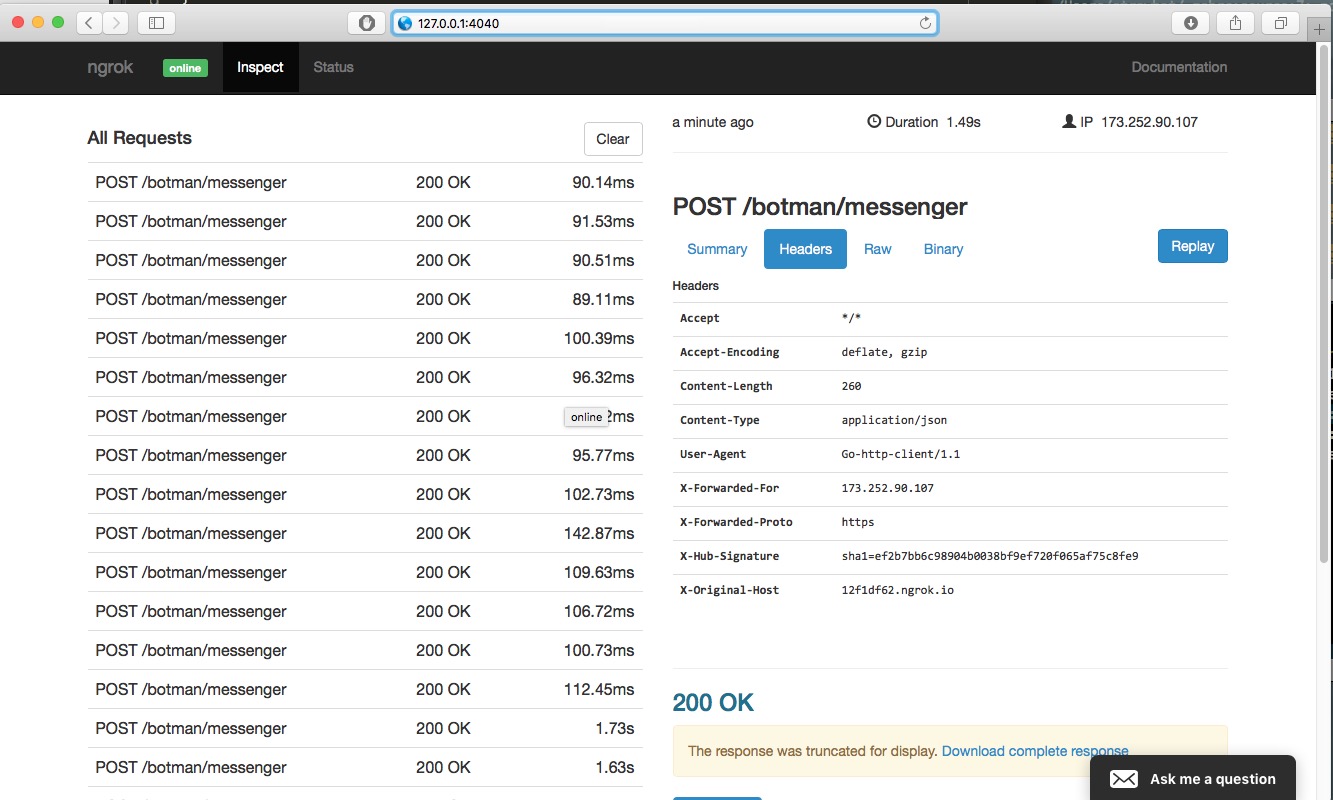 127.0.0.1:4040
ngrok online Inspect Status Documentation
All Requests Clear
POST /botman/messenger 200 OK 90.14ms
POST /botman/messenger 200 OK 91.53ms
POST /botman/messenger 200 OK 90.51ms
POST /botman/messenger 200 OK 89.11ms
POST /botman/messenger 200 OK 100.39ms
POST /botman/messenger 200 OK 96.32ms
POST /botman/messenger 200 OK online 2ms
POST /botman/messenger 200 OK 95.77ms
POST /botman/messenger 200 OK 102.73ms
POST /botman/messenger 200 OK 142.87ms
POST /botman/messenger 200 OK 109.63ms
POST /botman/messenger 200 OK 106.72ms
POST /botman/messenger 200 OK 100.73ms
POST /botman/messenger 200 OK 112.45ms
POST /botman/messenger 200 OK 1.73s
POST /botman/messenger 200 OK 1.63s
a minute ago Duration 1.49s IP 173.252.90.107
POST /botman/messenger
Summary Headers Raw Binary Replay
Headers
Accept */*
Accept-Encoding deflate, gzip
Content-Length 260
Content-Type application/json
User-Agent Go-http-client/1.1
X-Forwarded-For 173.252.90.107
X-Forwarded-Proto https
X-Hub-Signature sha1=ef2b7bb6c98904b0038bf9ef720f065af75c8fe9
X-Original-Host 12f1df62.ngrok.io
200 OK
The response was truncated for display. Download complete response
Ask me a question